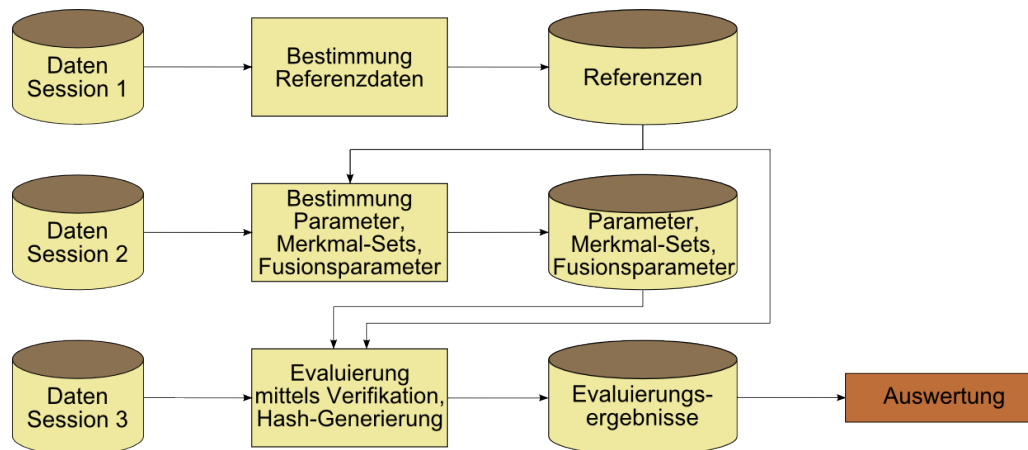 Daten
Session 1
Bestimmung
Referenzdaten
Referenzen
Daten
Session 2
Bestimmung
Parameter,
Merkmal-Sets,
Fusionsparameter
Parameter,
Merkmal-Sets,
Fusionsparameter
Daten
Session 3
Evaluierung
mittels Verifikation,
Hash-Generierung
Evaluierungs-
ergebnisse
Auswertung